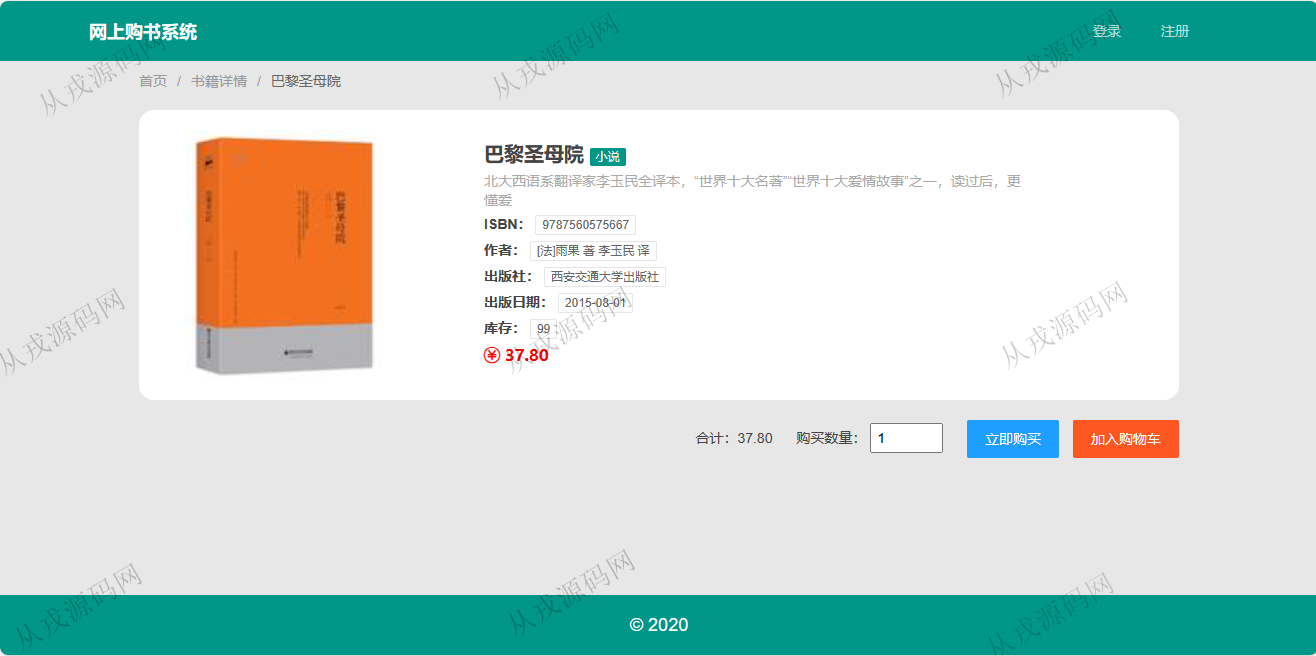 网上购书系统
登录 注册
首页 / 书籍详情 / 巴黎圣母院
巴黎圣母院 小说
北大西语系翻译家李玉民全译本，“世界十大名著”“世界十大爱情故事”之一，读过后，更
懂爱
ISBN： 9787560575667
作者： [法]雨果 著 李玉民 译
出版社： 西安交通大学出版社
出版日期： 2015-08-01
库存： 99
¥ 37.80
巴黎圣母院
合计：37.80 购买数量： 1 立即购买 加入购物车
© 2020
从戎源码网
从戎源码网
从戎源码网
从戎源码网
从戎源码网
从戎源码网
从戎源码网
从戎源码网
从戎源码网